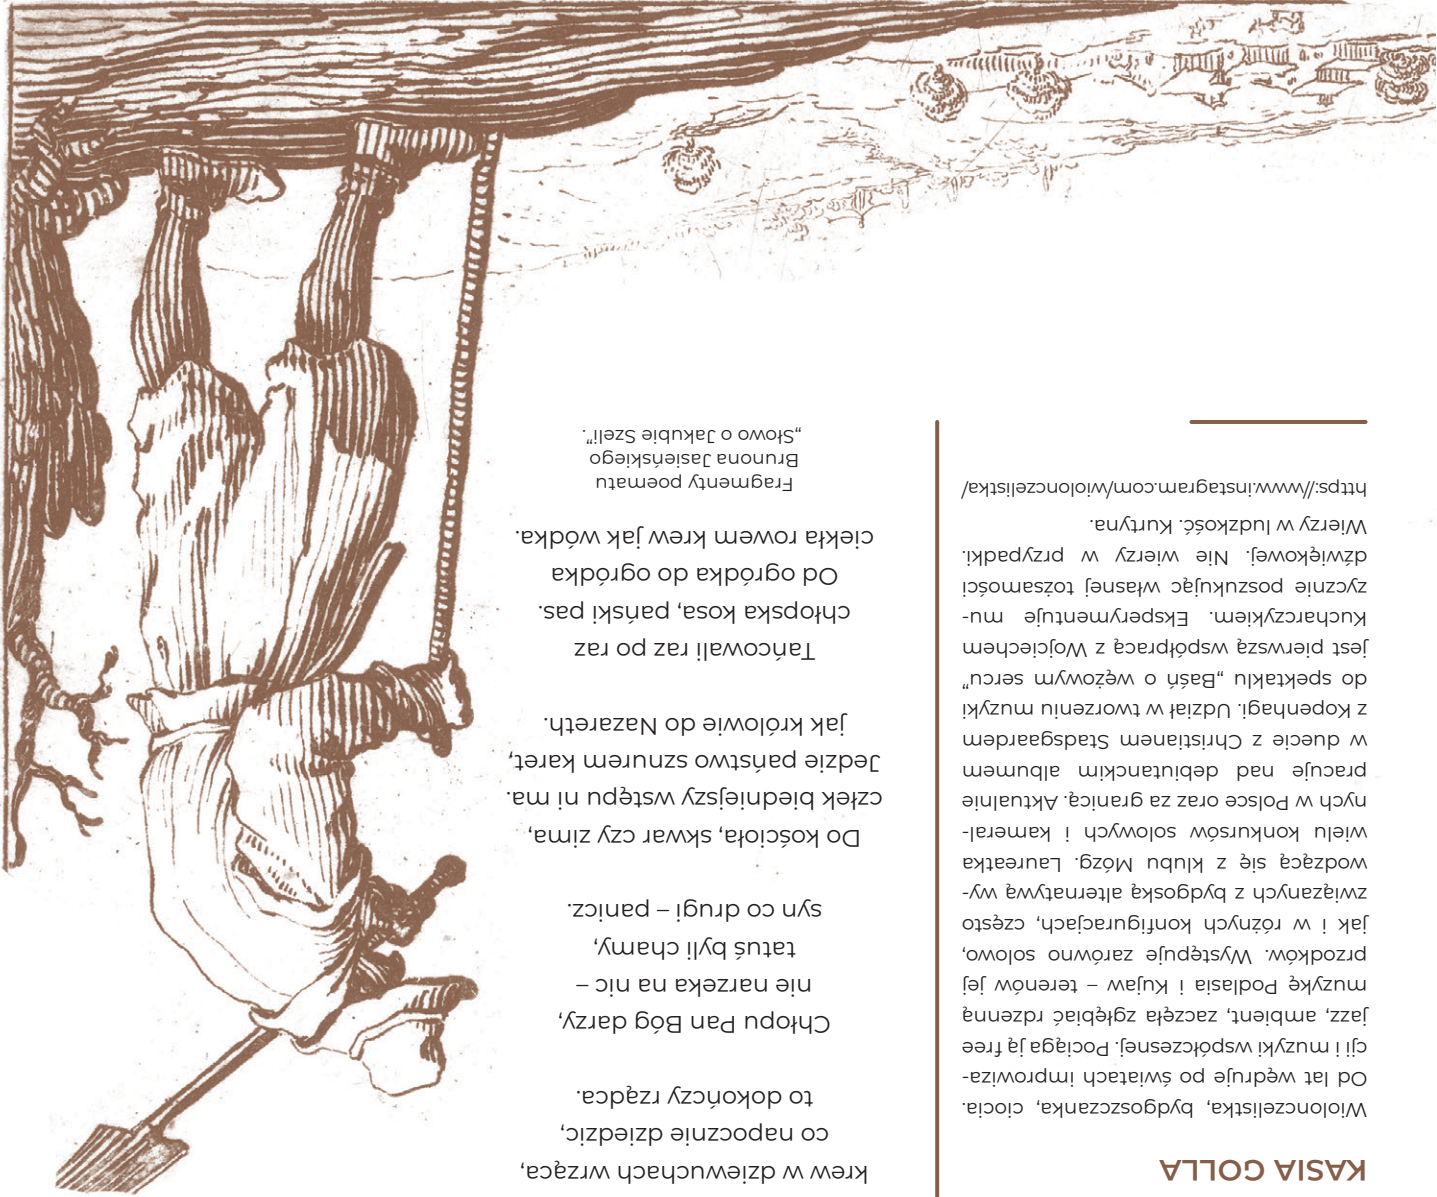 KASIA GOLLA
Wiolonczelistka, bydgoszczanka, ciocia.
Od lat wędruje po światach improwiza-
cji i muzyki współczesnej. Pociąga ją free
jazz, ambient, zaczęła zgłębiać rdzenną
muzykę Podlasia i Kujaw – terenów jej
przodków. Występuje zarówno solowo,
jak i w różnych konfiguracjach, często
związanych z bydgoską alternatywą wy-
wodzącą się z klubu Mózg. Laureatka
wielu konkursów solowych i kameral-
nych w Polsce oraz za granicą. Aktualnie
pracuje nad debiutanckim albumem
w duecie z Christianem Stadsgaardem
z Kopenhagi. Udział w tworzeniu muzyki
do spektaklu „Baśń o wężowym sercu”
jest pierwszą współpracą z Wojciechem
Kucharczykiem. Eksperymentuje mu-
zycznie poszukując własnej tożsamości
dźwiękowej. Nie wierzy w przypadki.
Wierzy w ludzkość. Kurtyna.
https://www.instagram.com/wiolonczelistka/
krew w dziewuchach wrząca,
co napocznie dziedzic,
to dokończy rządca.
Chłopu Pan Bóg darzy,
nie narzeka na nic –
tatuś byli chamy,
syn co drugi – panicz.
Do kościoła, skwar czy zima,
człek biedniejszy wstępu ni ma.
Jedzie państwo sznurem karet,
jak królowie do Nazareth.
Tańcowali raz po raz
chłopska kosa, pański pas.
Od ogródka do ogródka
ciekła rowem krew jak wódka.
Fragmenty poematu
Brunona Jasieńskiego
„Słowo o Jakubie Szeli”.